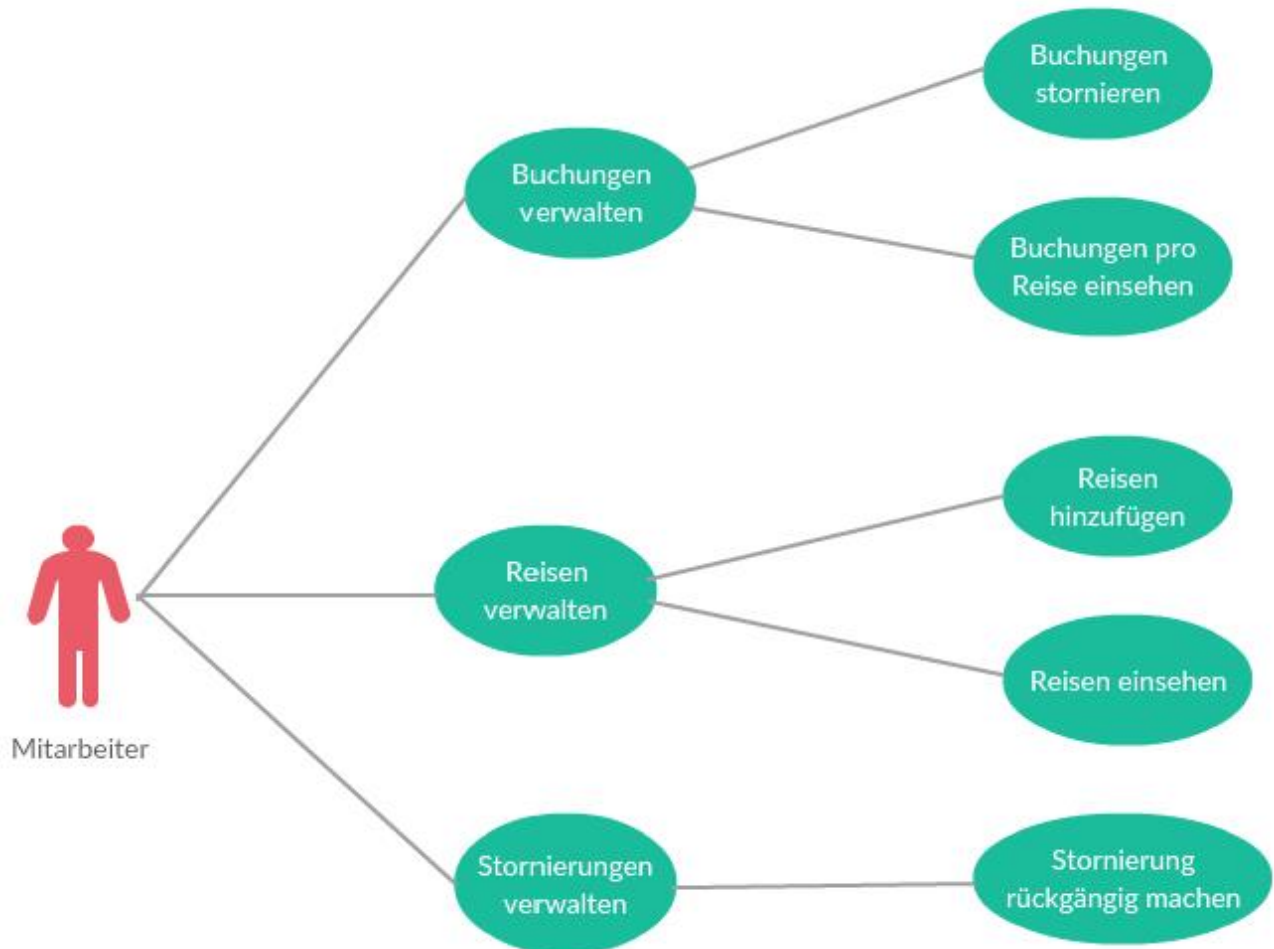 Buchungen
stornieren
Buchungen
verwalten
Buchungen pro
Reise einsehen
Reisen
hinzufügen
Reisen
verwalten
Reisen einsehen
Mitarbeiter
Stornierungen
verwalten
Stornierung
rückgängig machen